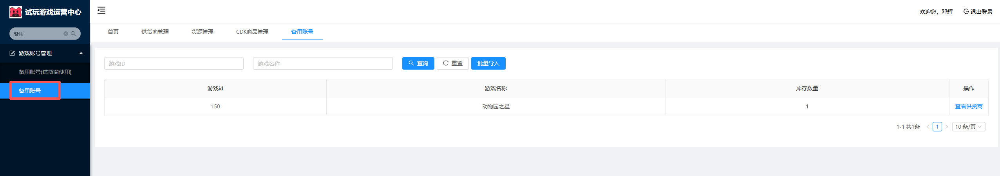 试玩游戏运营中心
备用
游戏账号管理
备用账号(供货商使用)
备用账号
欢迎您，邓辉 退出登录
首页 供货商管理 货源管理 CDK商品管理 备用账号
游戏ID 游戏名称 查询 重置 批量导入
游戏id 游戏名称 库存数量 操作
150 动物园之星 1 查看供货商
1-1 共1条 1 10 条/页